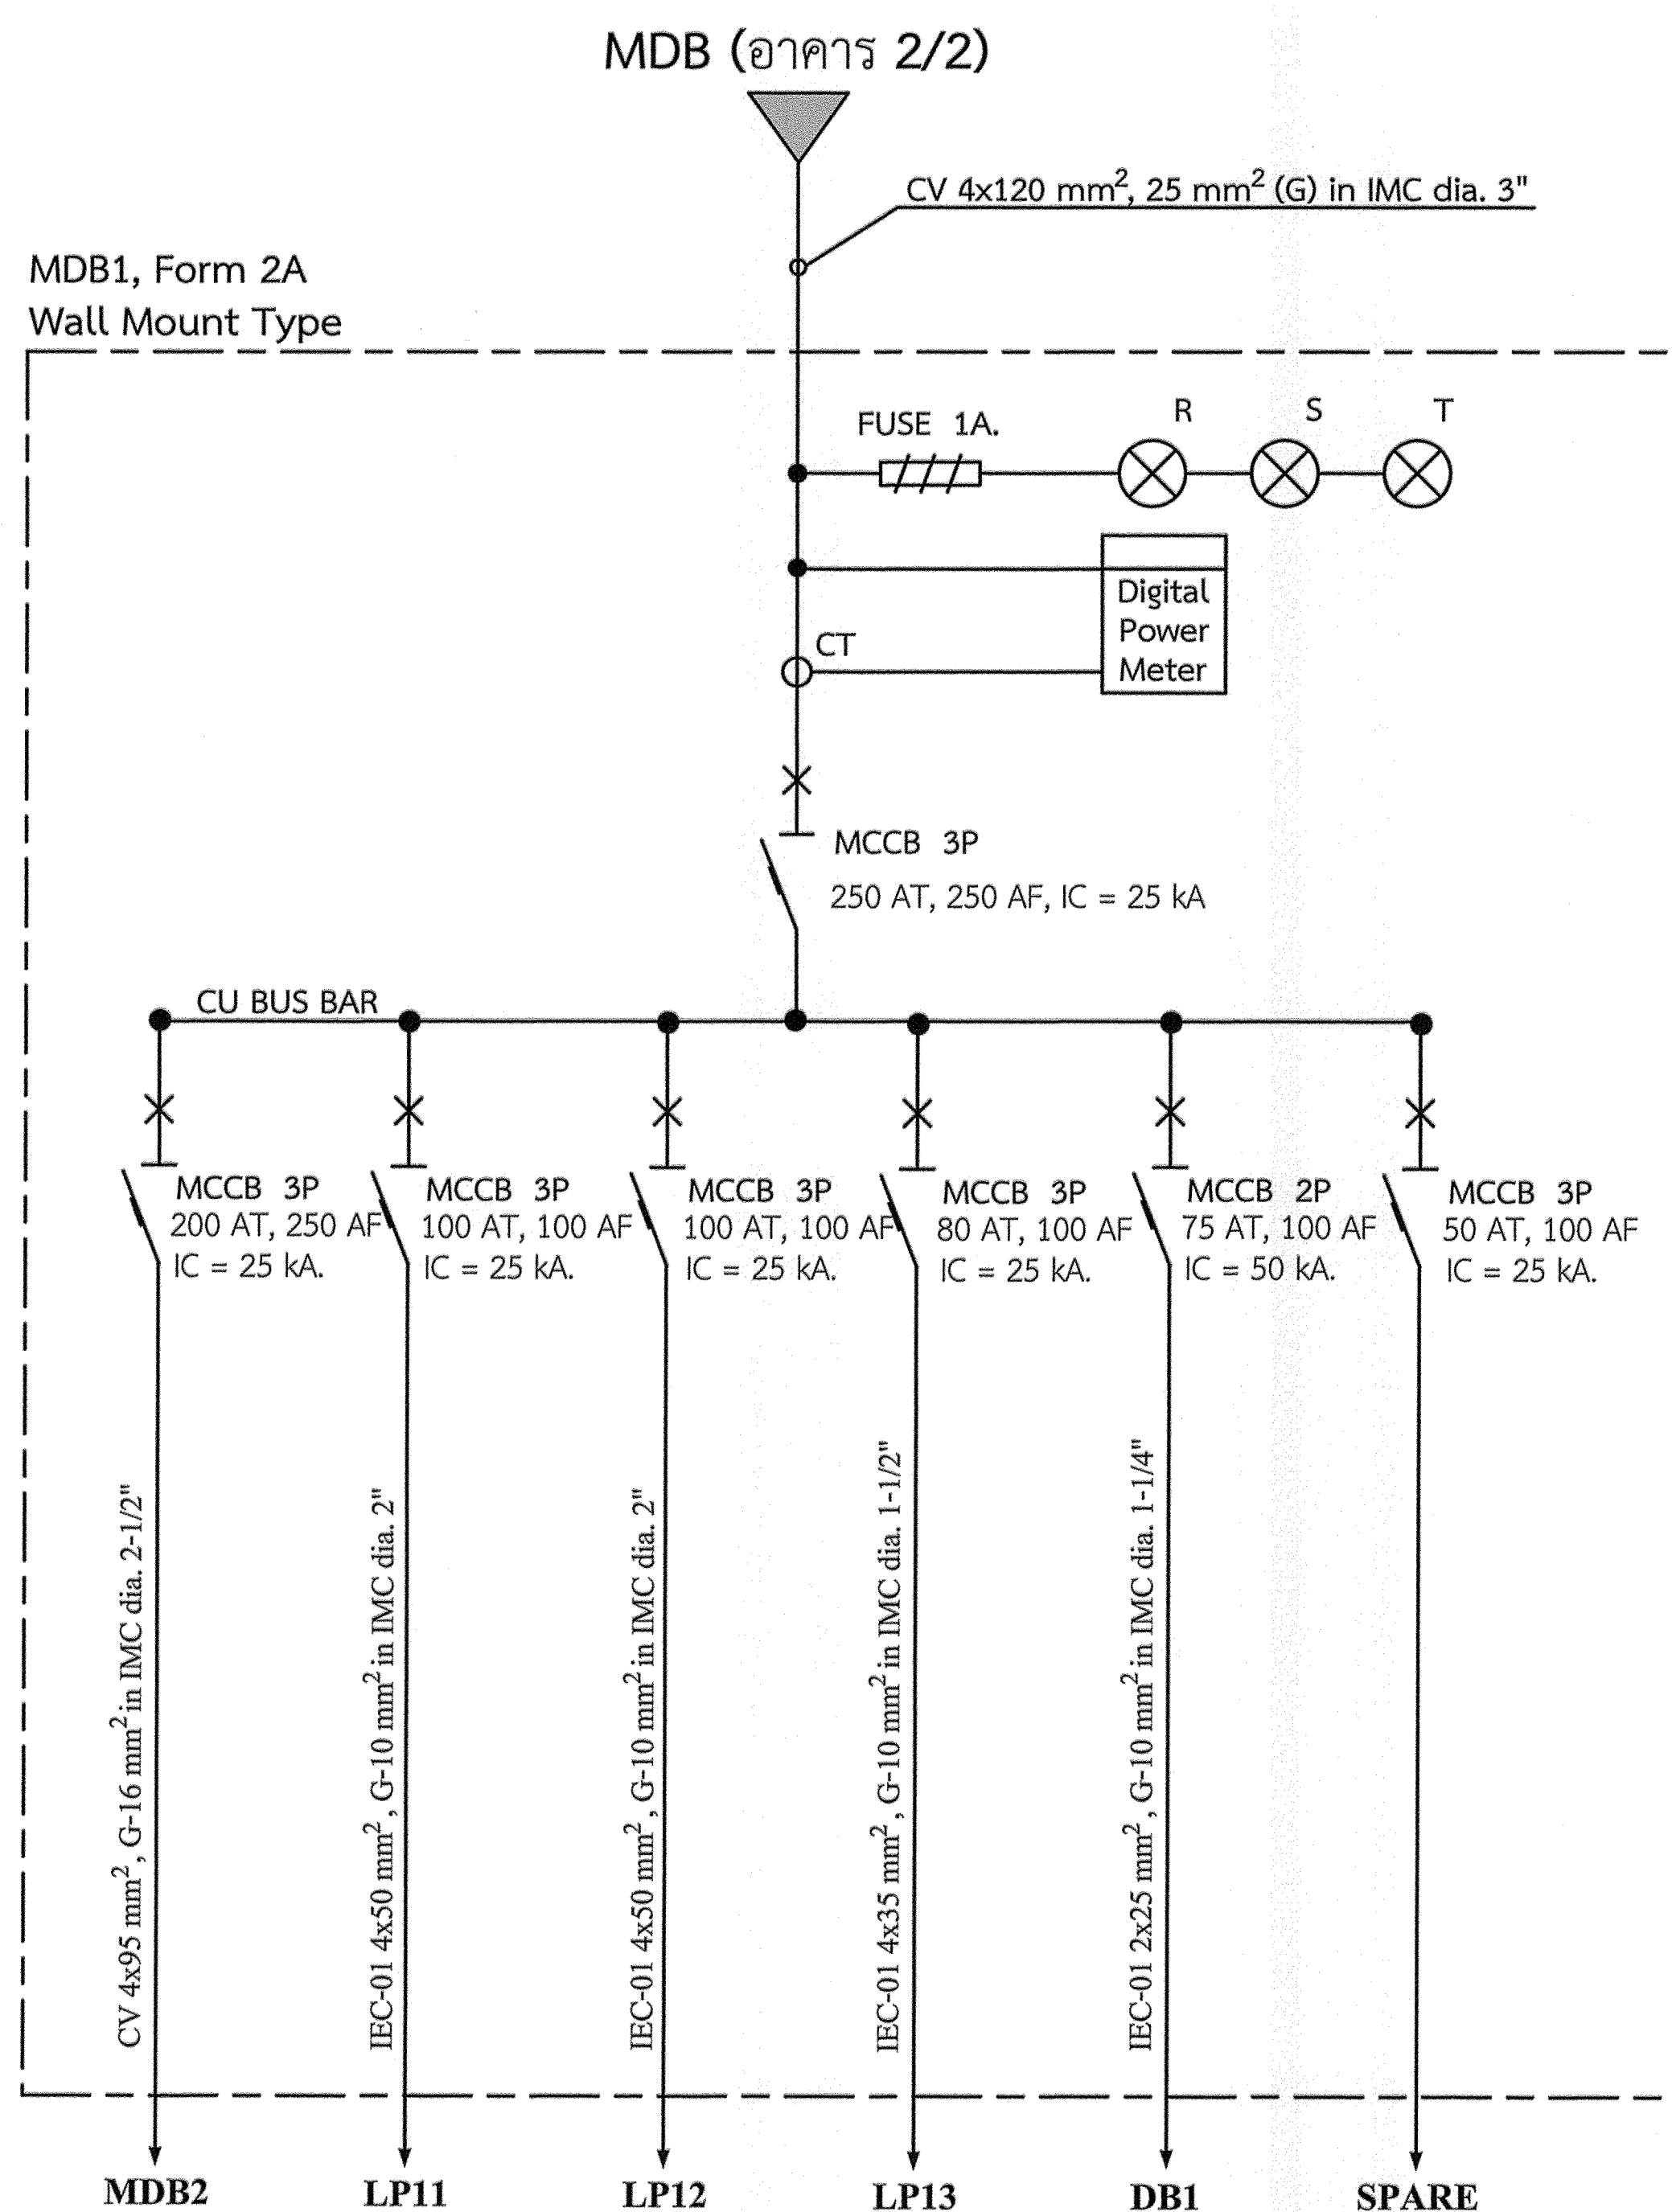 MDB (อาคาร 2/2)
CV 4x120 mm², 25 mm² (G) in IMC dia. 3"
MDB1, Form 2A
Wall Mount Type
FUSE 1A.
R
S
T
Digital
Power
Meter
CT
MCCB 3P
250 AT, 250 AF, IC = 25 kA
CU BUS BAR
MCCB 3P
200 AT, 250 AF
IC = 25 kA.
MCCB 3P
100 AT, 100 AF
IC = 25 kA.
MCCB 3P
100 AT, 100 AF
IC = 25 kA.
MCCB 3P
80 AT, 100 AF
IC = 25 kA.
MCCB 2P
75 AT, 100 AF
IC = 50 kA.
MCCB 3P
50 AT, 100 AF
IC = 25 kA.
CV 4x95 mm², G-16 mm² in IMC dia. 2-1/2"
IEC-01 4x50 mm², G-10 mm² in IMC dia. 2"
IEC-01 4x50 mm², G-10 mm² in IMC dia. 2"
IEC-01 4x35 mm², G-10 mm² in IMC dia. 1-1/2"
IEC-01 2x25 mm², G-10 mm² in IMC dia. 1-1/4"
MDB2
LP11
LP12
LP13
DB1
SPARE